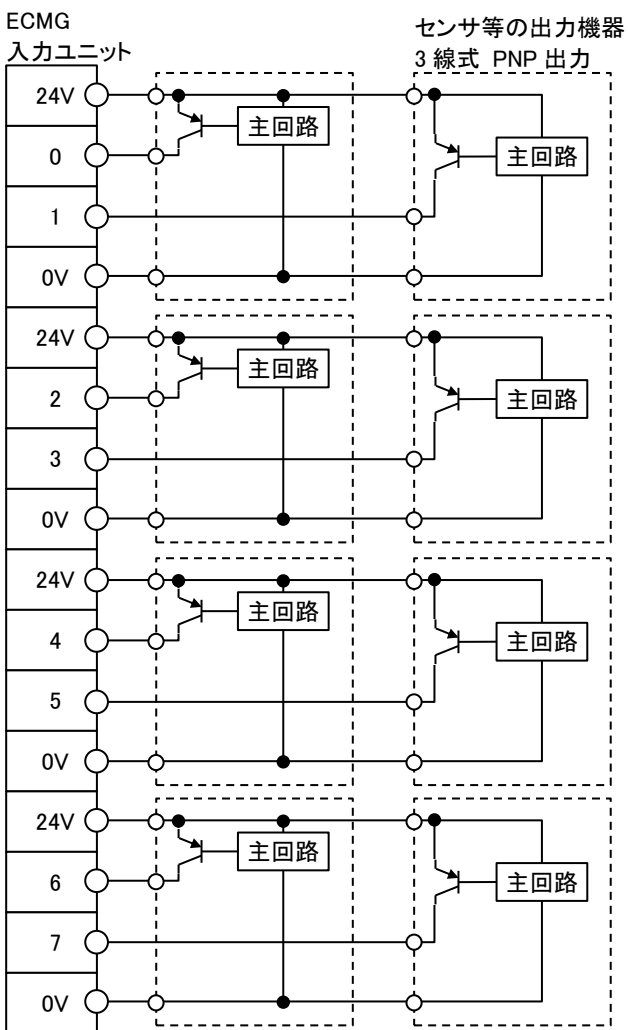 ECMG
入力ユニット
センサ等の出力機器
3 線式 PNP 出力
24V
主回路
主回路
0
1
0V
24V
主回路
主回路
2
3
0V
24V
主回路
主回路
4
5
0V
24V
主回路
主回路
6
7
0V